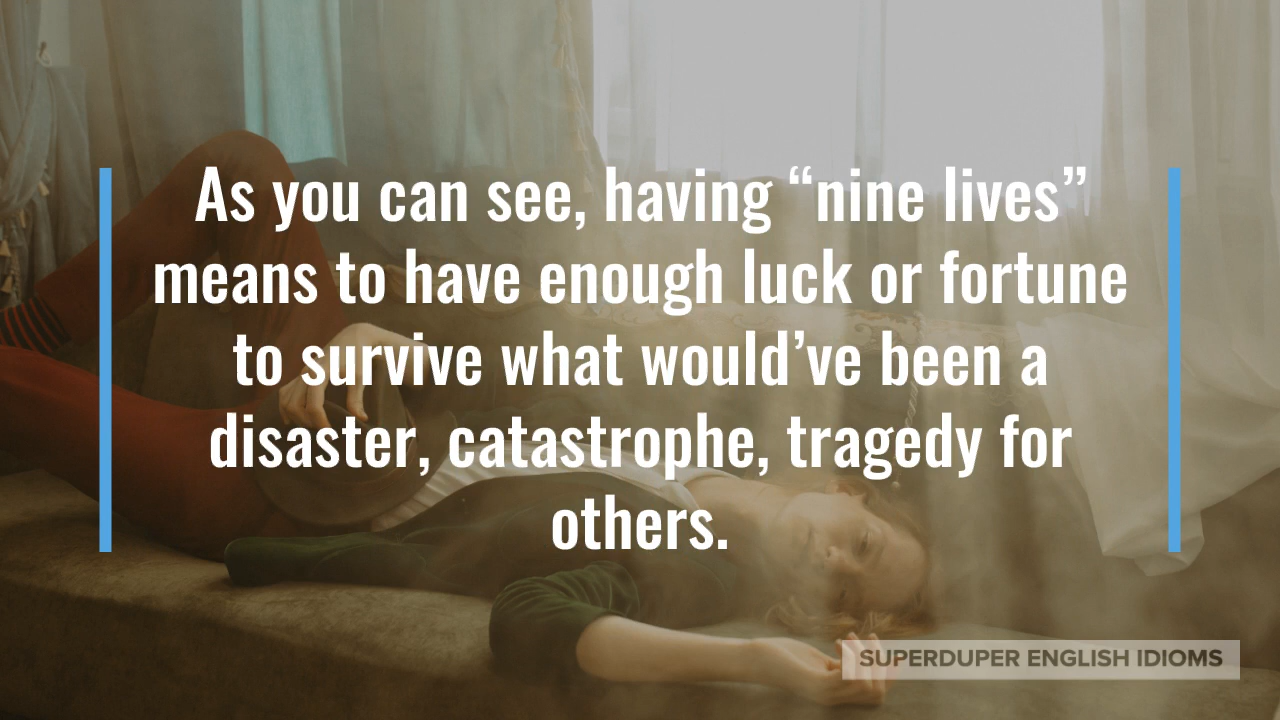 As you can see, having “nine lives”
means to have enough luck or fortune
to survive what would’ve been a
disaster, catastrophe, tragedy for
others.
SUPERDUPER ENGLISH IDIOMS